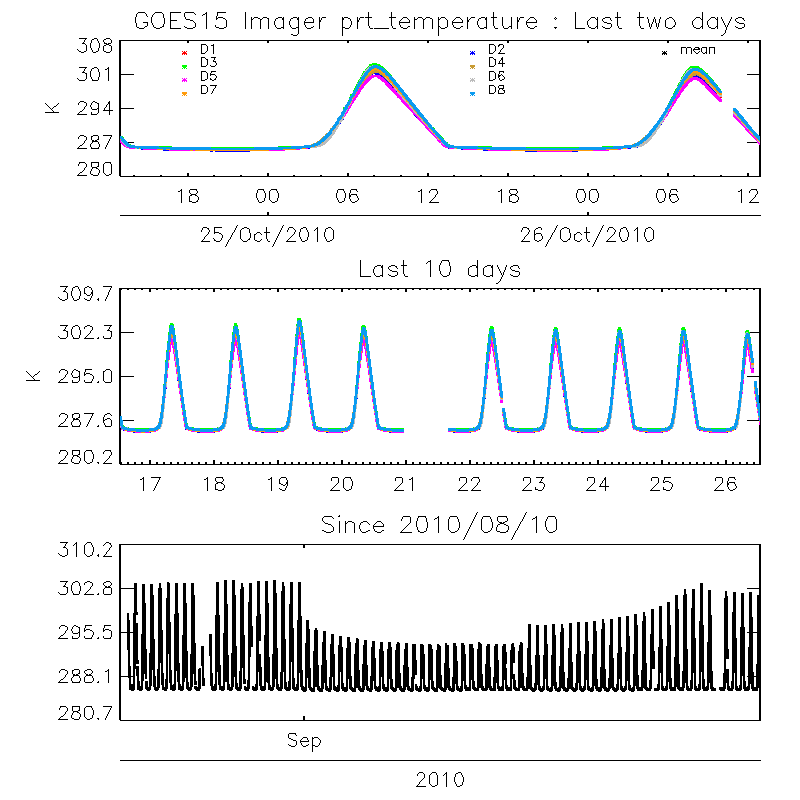 GOES15 Imager prt_temperature : Last two days
308
301
294
287
280
K
D1
D2
mean
D3
D4
D5
D6
D7
D8
18 00 06 12 18 00 06 12
25/Oct/2010 26/Oct/2010
Last 10 days
309.7
302.3
295.0
287.6
280.2
K
17 18 19 20 21 22 23 24 25 26
Since 2010/08/10
310.2
302.8
295.5
288.1
280.7
Sep
2010